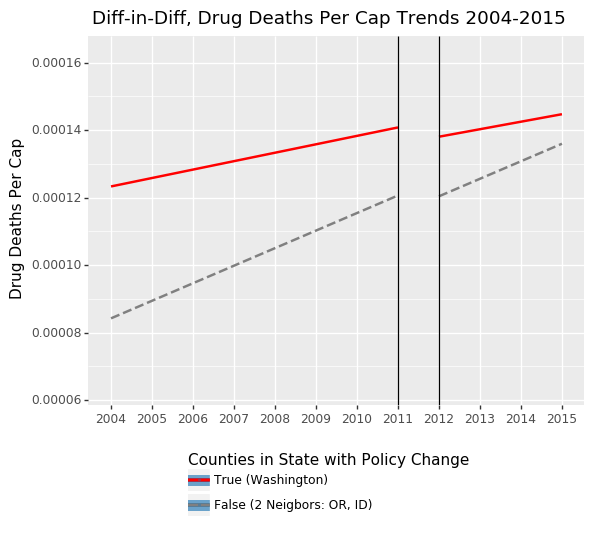 Diff-in-Diff, Drug Deaths Per Cap Trends 2004-2015
Drug Deaths Per Cap
0.00016
0.00014
0.00012
0.00010
0.00008
0.00006
2004 2005 2006 2007 2008 2009 2010 2011 2012 2013 2014 2015
Counties in State with Policy Change
True (Washington)
False (2 Neigbors: OR, ID)